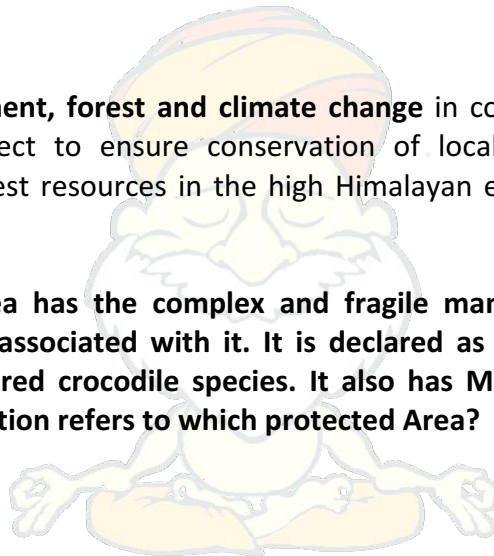 ment, forest and climate change in co
ect to ensure conservation of local
est resources in the high Himalayan e
ea has the complex and fragile mar
associated with it. It is declared as
red crocodile species. It also has M
tion refers to which protected Area?